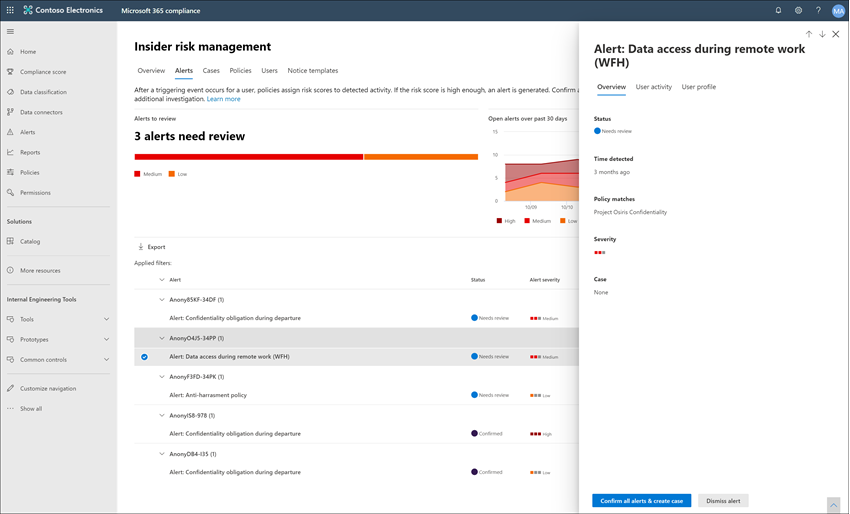 Contoso Electronics
Microsoft 365 compliance
?
MA
Home
Compliance score
Data classification
Data connectors
Alerts
Reports
Policies
Permissions
Solutions
Catalog
More resources
Internal Engineering Tools
Tools
Prototypes
Common controls
Customize navigation
Show all
Insider risk management
Overview Alerts Cases Policies Users Notice templates
After a triggering event occurs for a user, policies assign risk scores to detected activity. If the risk score is high enough, an alert is generated. Confirm a
additional investigation. Learn more
Alerts to review
3 alerts need review
Medium Low
Open alerts over past 30 days
15
10
5
0
10/09 10/10
High Medium Low
Export
Applied filters:
Alert Status Alert severity
Anony85KF-34DF (1)
Alert: Confidentiality obligation during departure Needs review Medium
AnonyO4JS-34PP (1)
Alert: Data access during remote work (WFH) Needs review Medium
AnonyF3FD-34PK (1)
Alert: Anti-harrasment policy Needs review Low
AnonyIS8-978 (1)
Alert: Confidentiality obligation during departure Confirmed High
AnonyDB4-I35 (1)
Alert: Confidentiality obligation during departure Confirmed Low
Alert: Data access during remote work
(WFH)
Overview User activity User profile
Status
Needs review
Time detected
3 months ago
Policy matches
Project Osiris Confidentiality
Severity
Case
None
Confirm all alerts & create case Dismiss alert